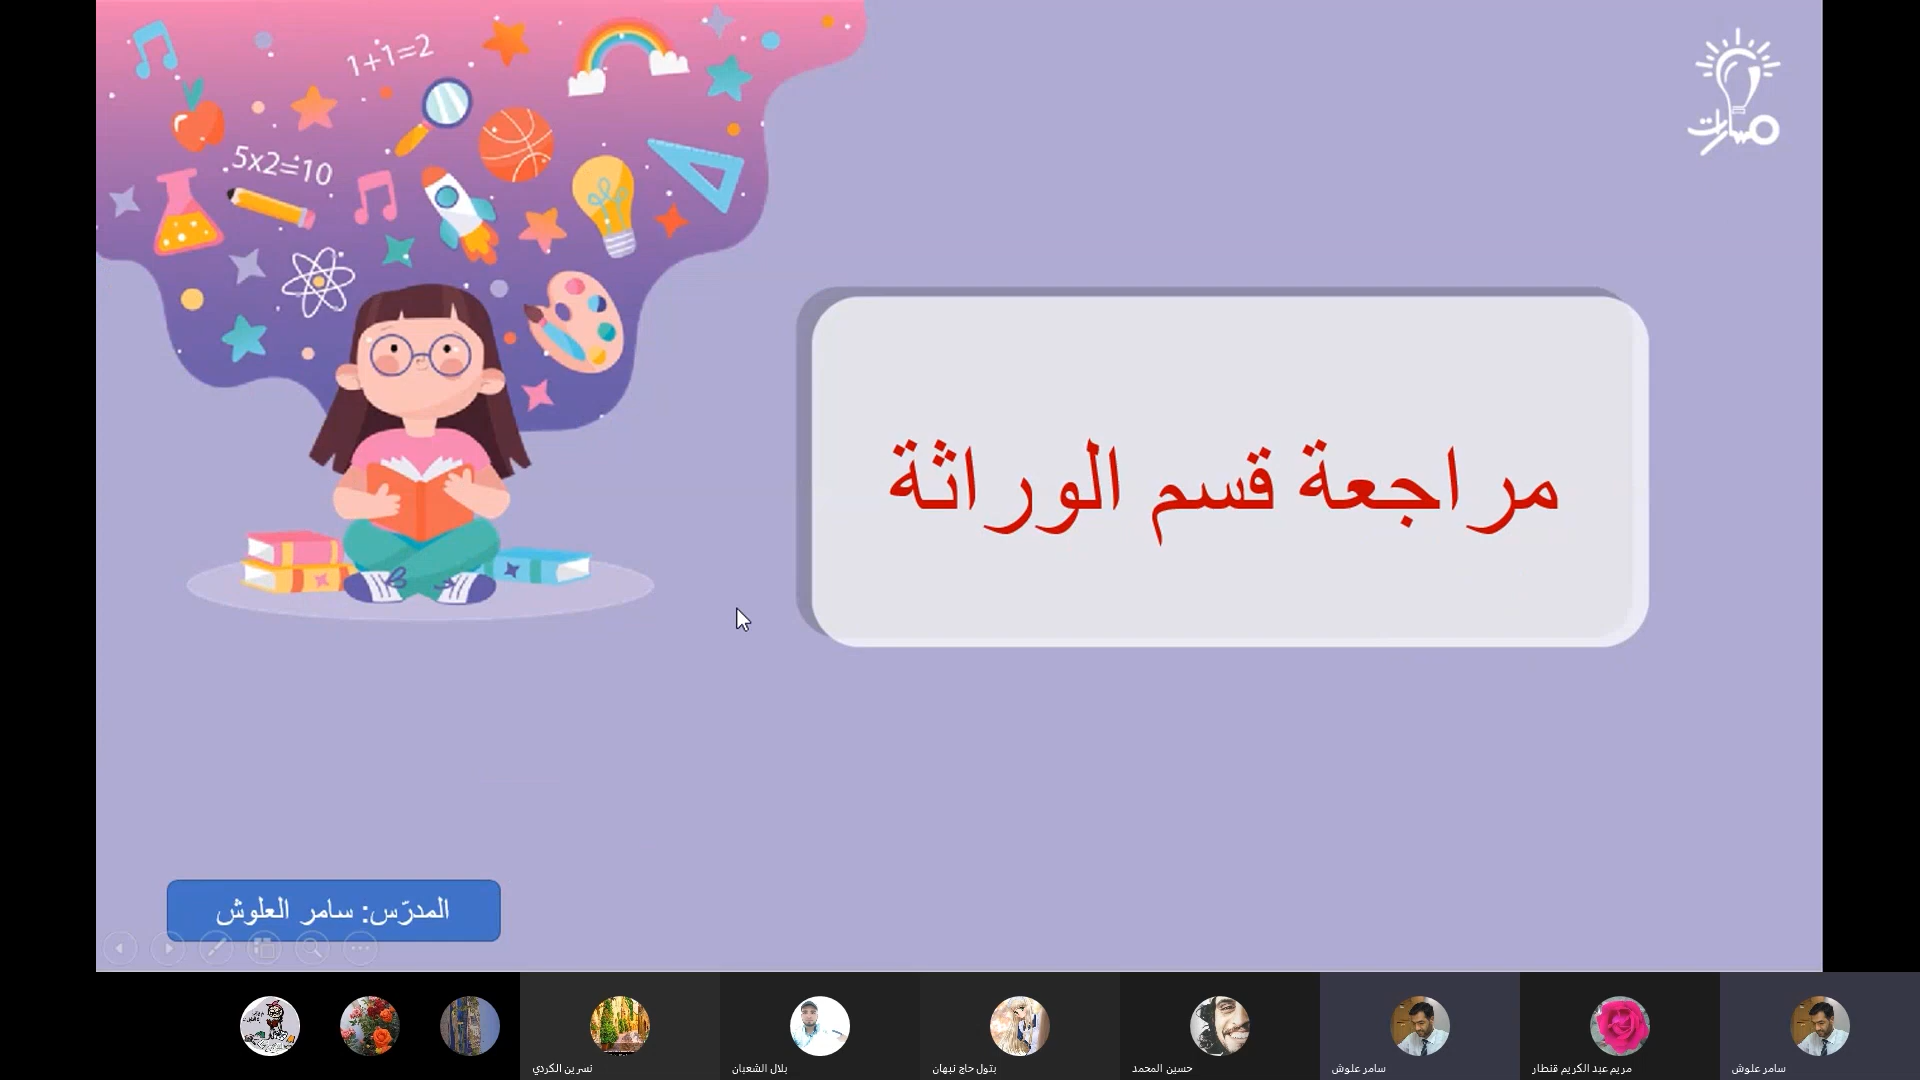 1+1=2
5x2=10
مسارات
مراجعة قسم الوراثة
المدرّس: سامر العلوش
نسرين الكردي
بلال الشعبان
بتول حاج نبهان
حسين المحمد
سامر علوش
مريم عبد الكريم قنطار
سامر علوش